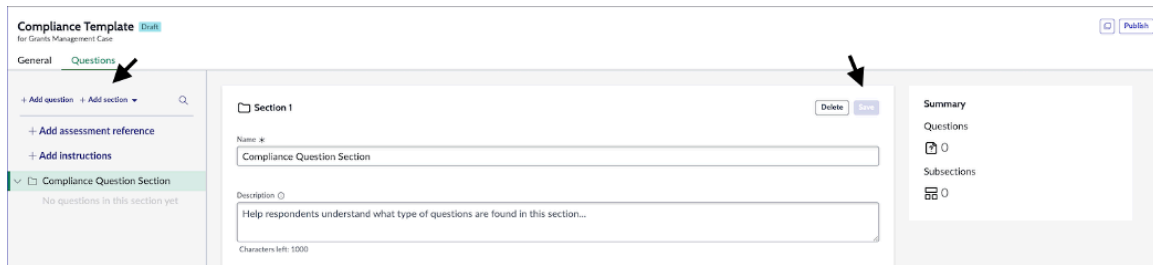 Compliance Template Draft
for Grants Management Case
Publish
General Questions
+ Add question + Add section
+ Add assessment reference
+ Add instructions
Compliance Question Section
No questions in this section yet
Section 1
Delete Save
Name *
Compliance Question Section
Description
Help respondents understand what type of questions are found in this section...
Characters left: 1000
Summary
Questions
0
Subsections
0